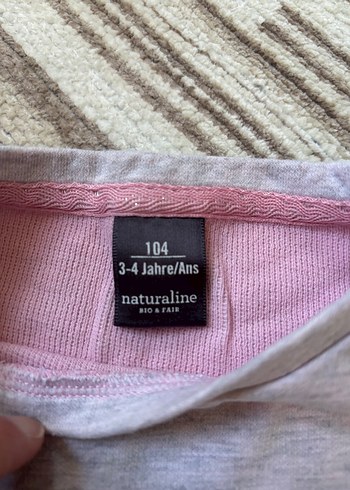 104
3-4 Jahre/Ans
naturaline
BIO & FAIR